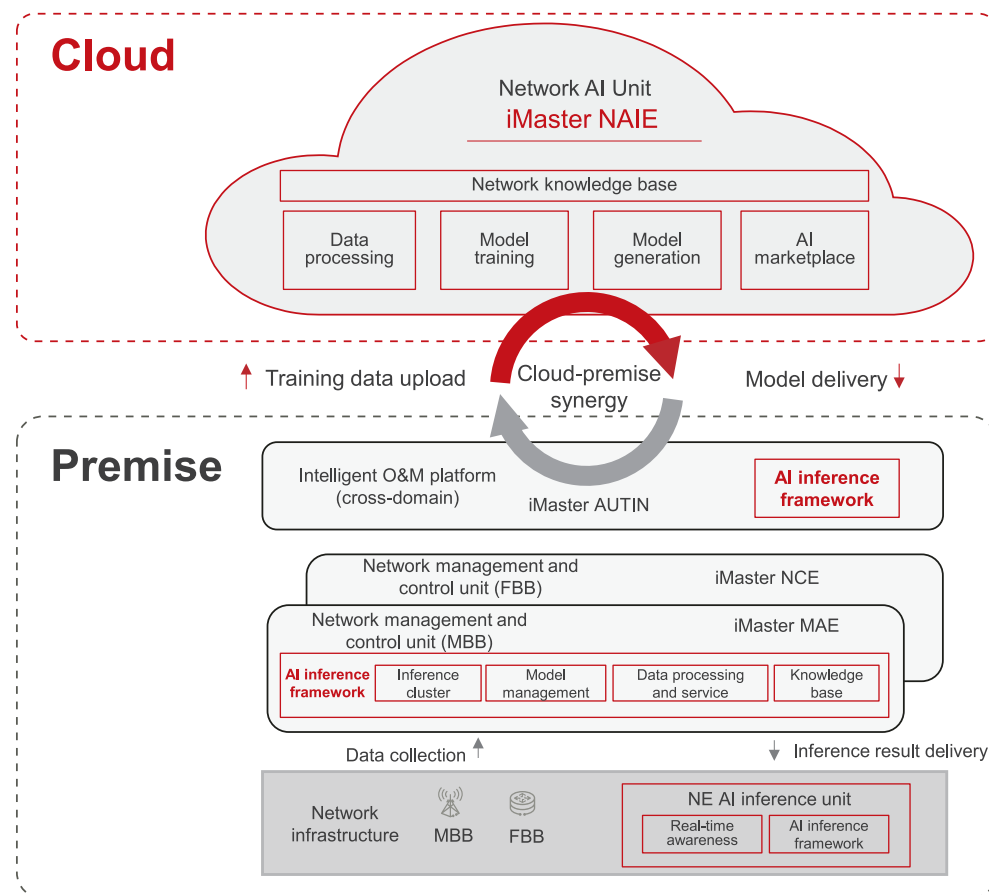 Cloud
Network AI Unit
iMaster NAIE
Network knowledge base
Data
processing
Model
training
Model
generation
AI
marketplace
Training data upload
Cloud-premise
synergy
Model delivery
Premise
Intelligent O&M platform
(cross-domain)
iMaster AUTIN
AI inference
framework
Network management and
control unit (FBB)
iMaster NCE
Network management and
control unit (MBB)
iMaster MAE
AI inference
framework
Inference
cluster
Model
management
Data processing
and service
Knowledge
base
Data collection
Inference result delivery
Network
infrastructure
MBB
FBB
NE AI inference unit
Real-time
awareness
AI inference
framework